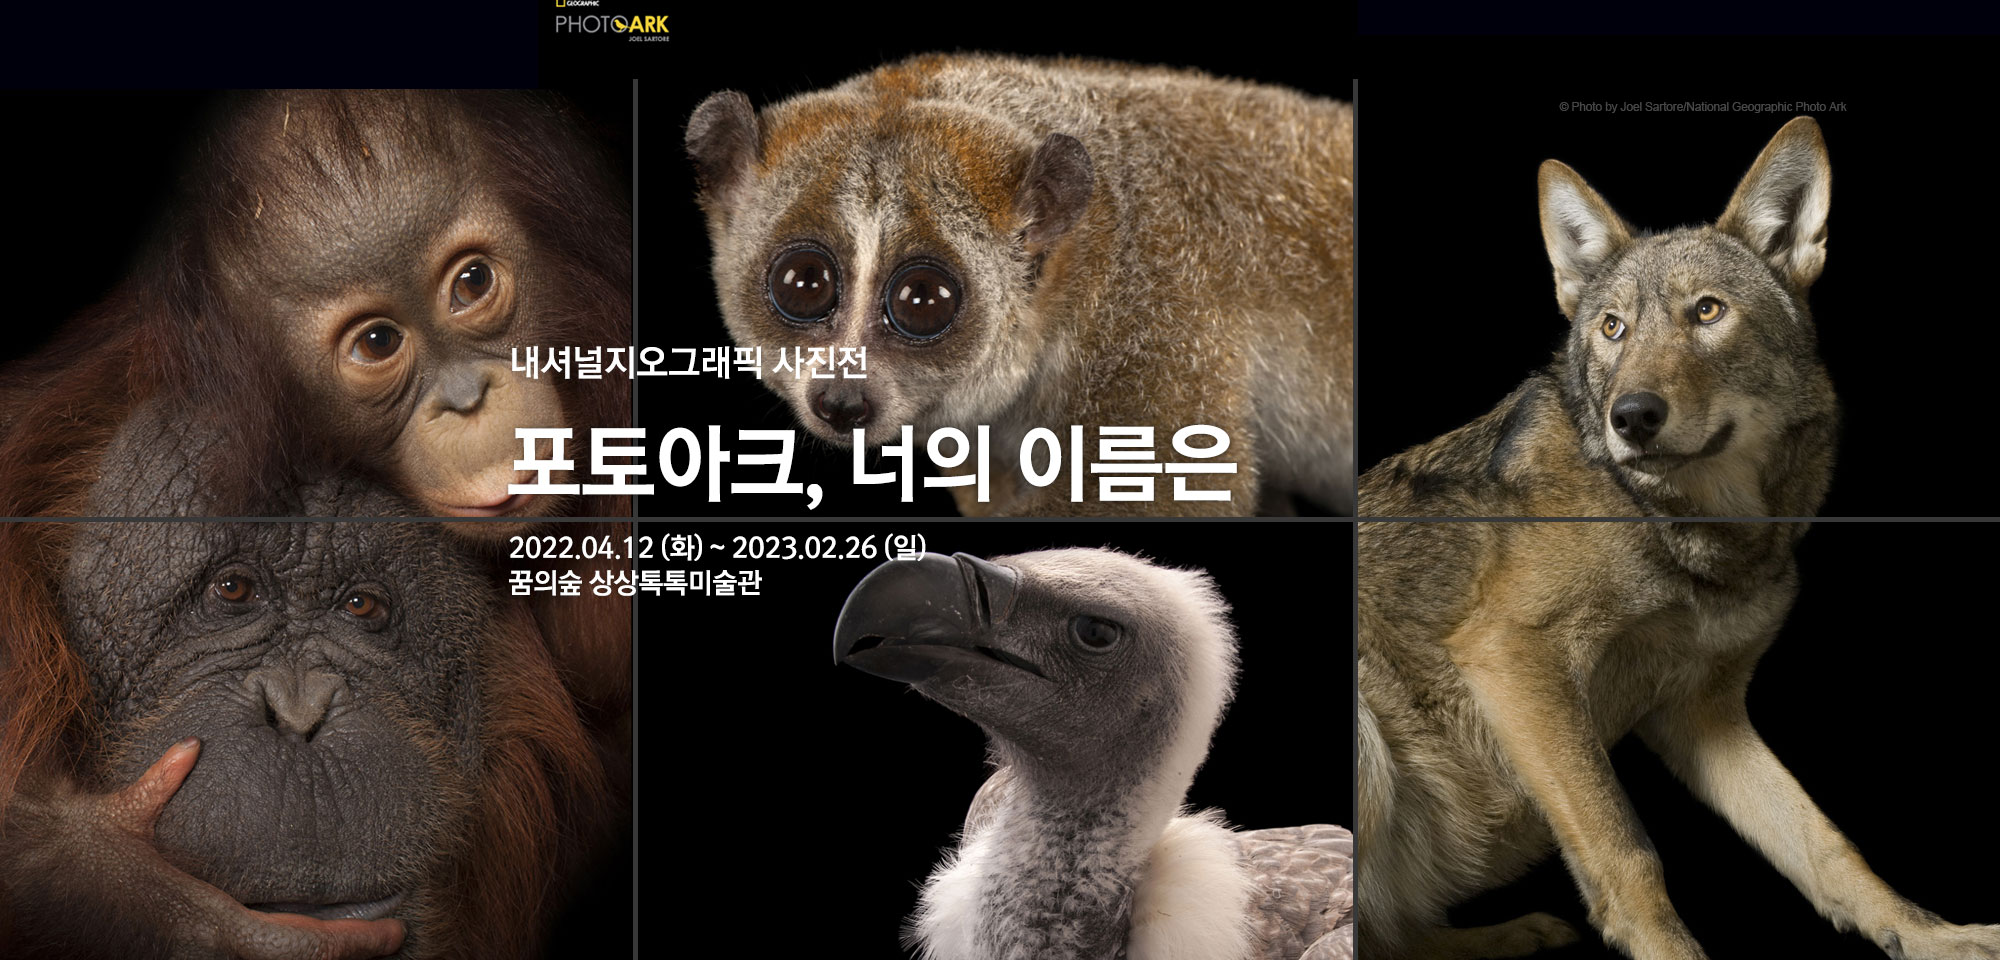 GEOGRAPHIC
PHOTOARK
JOEL SARTORE
© Photo by Joel Sartore/National Geographic Photo Ark
내셔널지오그래픽 사진전
포토아크, 너의 이름은
2022.04.12 (화) ~ 2023.02.26 (일)
꿈의숲 상상톡톡미술관